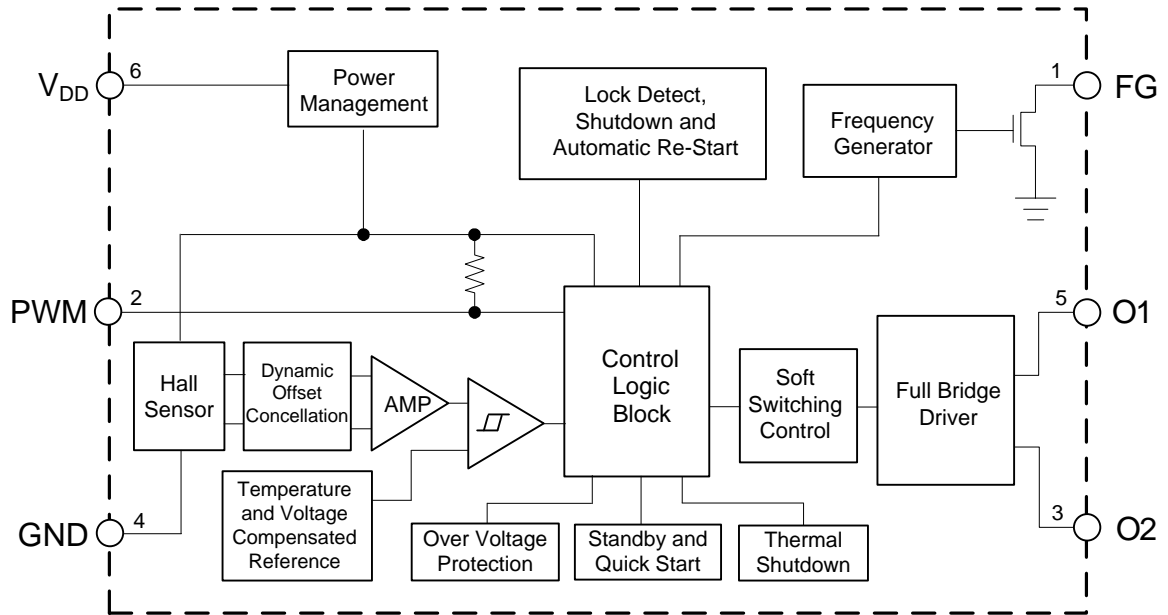 VDD
6
Power
Management
Lock Detect,
Shutdown and
Automatic Re-Start
Frequency
Generator
1
FG
PWM
2
5
O1
Hall
Sensor
Dynamic
Offset
Concellation
AMP
Control
Logic
Block
Soft
Switching
Control
Full Bridge
Driver
GND
4
Temperature
and Voltage
Compensated
Reference
Over Voltage
Protection
Standby and
Quick Start
Thermal
Shutdown
3
O2